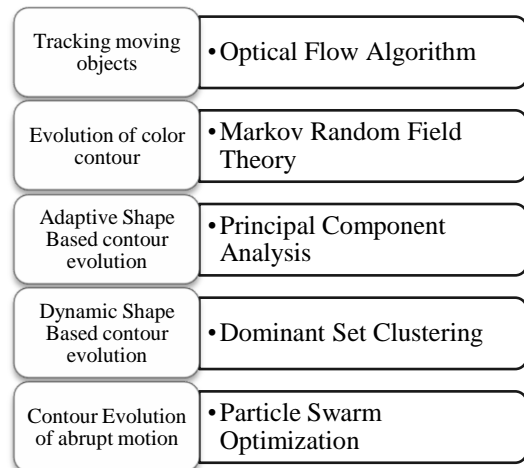 Tracking moving
objects
•Optical Flow Algorithm
Evolution of color
contour
•Markov Random Field
Theory
Adaptive Shape
Based contour
evolution
•Principal Component
Analysis
Dynamic Shape
Based contour
evolution
•Dominant Set Clustering
Contour Evolution
of abrupt motion
•Particle Swarm
Optimization